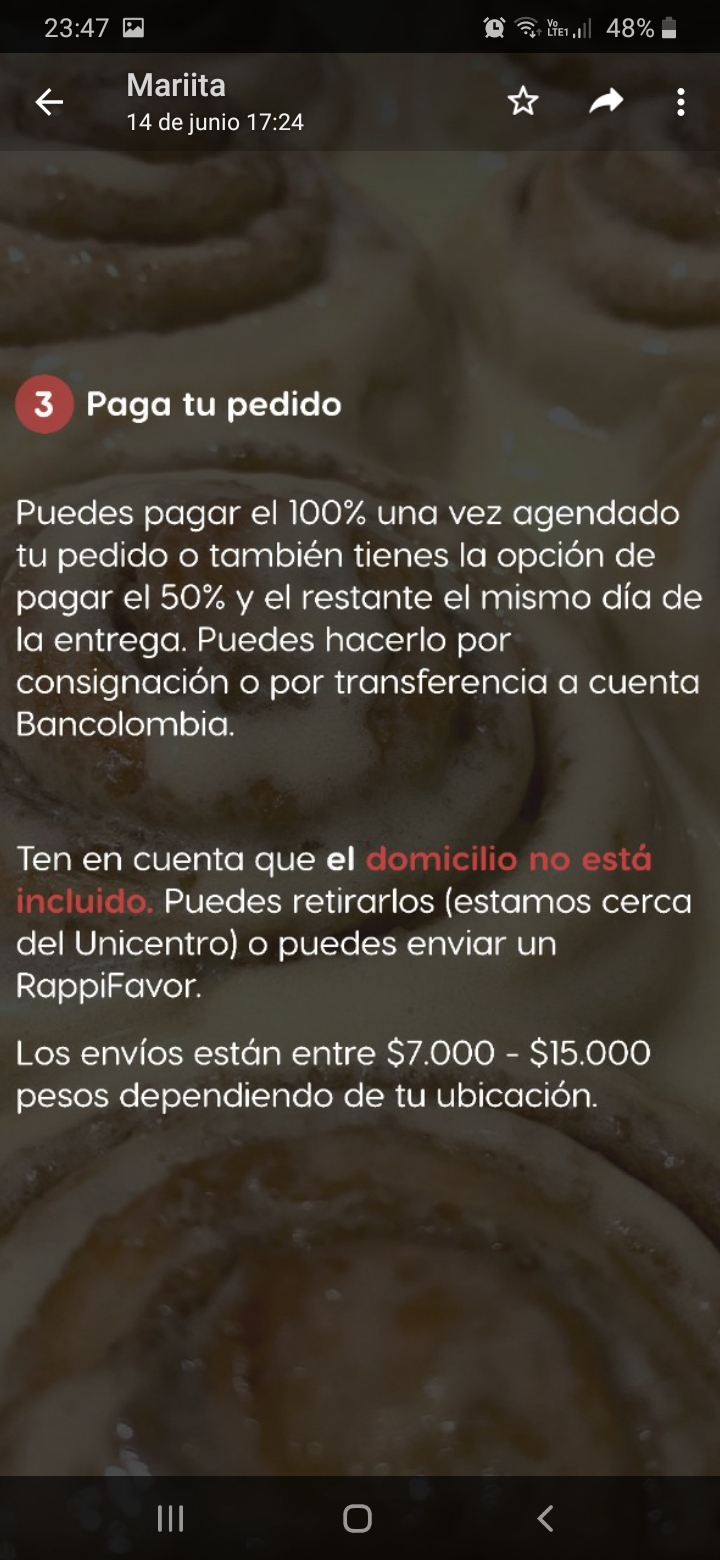 23:47 Vo LTE1 48%
Mariita
14 de junio 17:24
3 Paga tu pedido
Puedes pagar el 100% una vez agendado
tu pedido o también tienes la opción de
pagar el 50% y el restante el mismo día de
la entrega. Puedes hacerlo por
consignación o por transferencia a cuenta
Bancolombia.
Ten en cuenta que el domicilio no está
incluido. Puedes retirarlos (estamos cerca
del Unicentro) o puedes enviar un
RappiFavor.
Los envíos están entre $7.000 - $15.000
pesos dependiendo de tu ubicación.